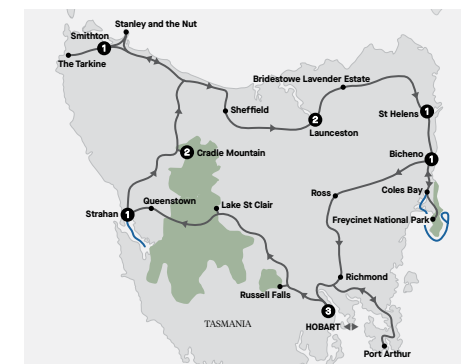 Stanley and the Nut
Smithton
1
The Tarkine
Bridestowe Lavender Estate
Sheffield
2
Launceston
St Helens 1
2 Cradle Mountain
Bicheno 1
Coles Bay
Ross
Queenstown
Lake St Clair
Strahan 1
Freycinet National Park
Russell Falls
Richmond
3
TASMANIA
HOBART
Port Arthur